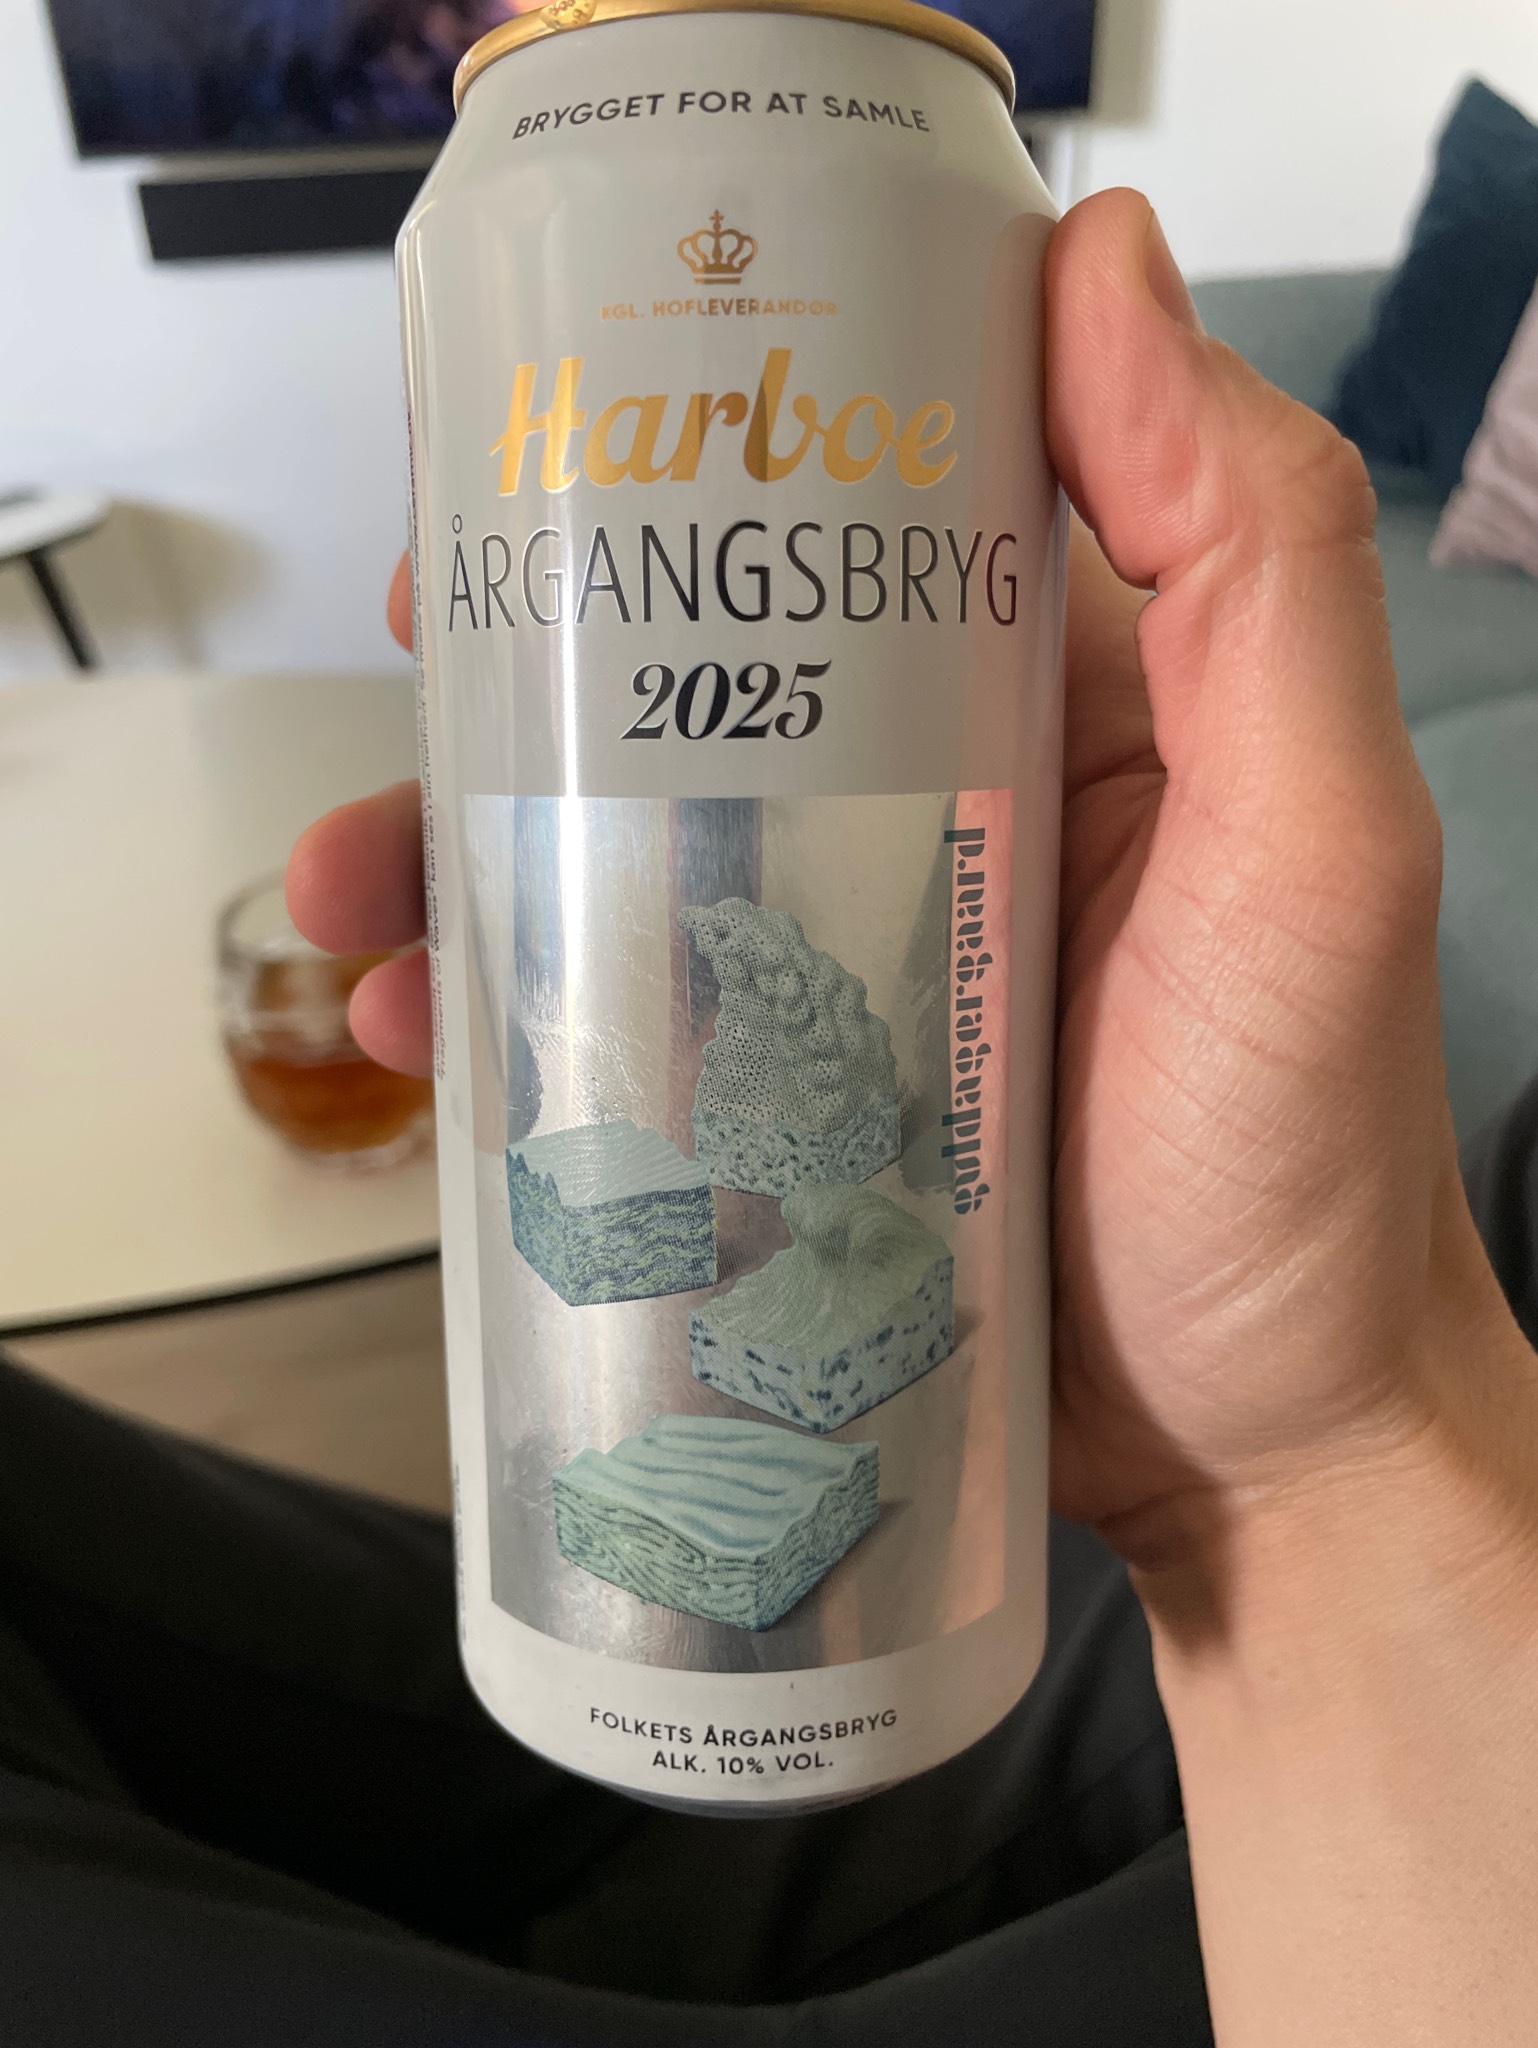 BRYGGET FOR AT SAMLE
KGL. HOFLEVERANDØR
Harboe
ÅRGANGSBRYG
2025
FOLKETS ÅRGANGSBRYG
ALK. 10% VOL.